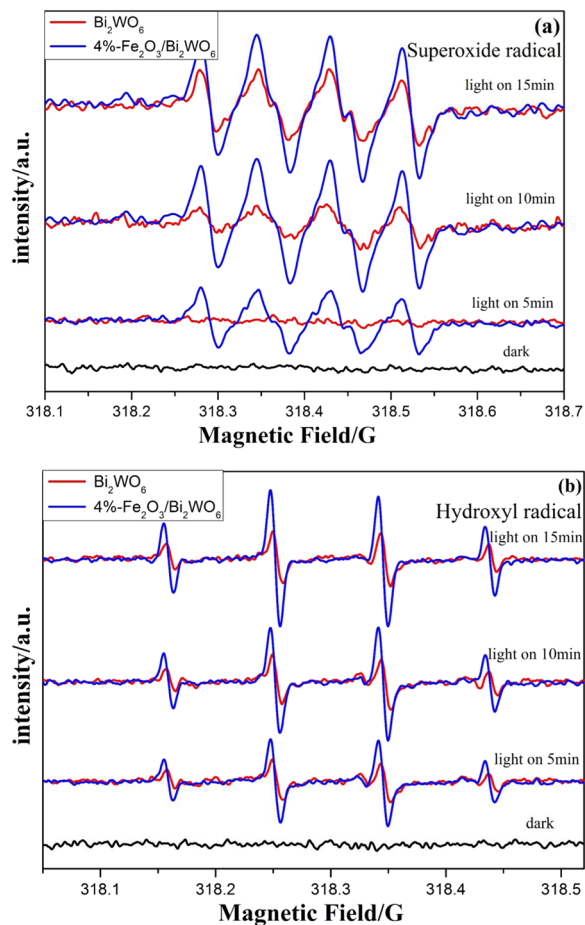 Bi₂WO₆
4%-Fe₂O₃/Bi₂WO₆
(a)
Superoxide radical
light on 15min
light on 10min
light on 5min
dark
intensity/a.u.
318.1 318.2 318.3 318.4 318.5 318.6 318.7
Magnetic Field/G
Bi₂WO₆
4%-Fe₂O₃/Bi₂WO₆
(b)
Hydroxyl radical
light on 15min
light on 10min
light on 5min
dark
intensity/a.u.
318.1 318.2 318.3 318.4 318.5
Magnetic Field/G